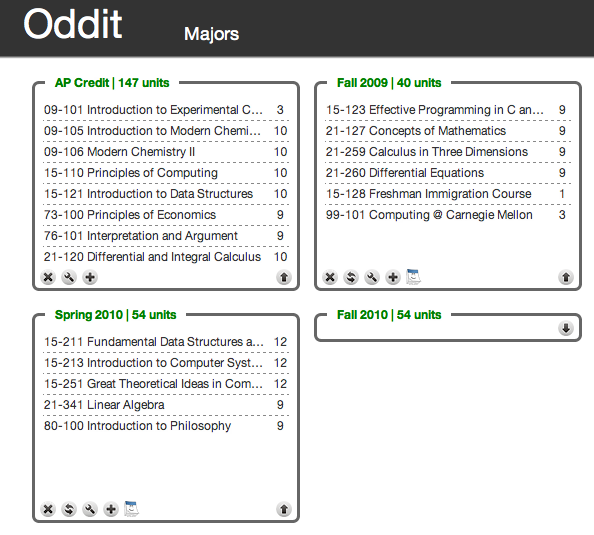 Oddit
Majors
AP Credit | 147 units
09-101 Introduction to Experimental C... 3
09-105 Introduction to Modern Chemi... 10
09-106 Modern Chemistry II 10
15-110 Principles of Computing 10
15-121 Introduction to Data Structures 10
73-100 Principles of Economics 9
76-101 Interpretation and Argument 9
21-120 Differential and Integral Calculus 10
Fall 2009 | 40 units
15-123 Effective Programming in C an... 9
21-127 Concepts of Mathematics 9
21-259 Calculus in Three Dimensions 9
21-260 Differential Equations 9
15-128 Freshman Immigration Course 1
99-101 Computing @ Carnegie Mellon 3
Spring 2010 | 54 units
15-211 Fundamental Data Structures a... 12
15-213 Introduction to Computer Syst... 12
15-251 Great Theoretical Ideas in Com... 12
21-341 Linear Algebra 9
80-100 Introduction to Philosophy 9
Fall 2010 | 54 units